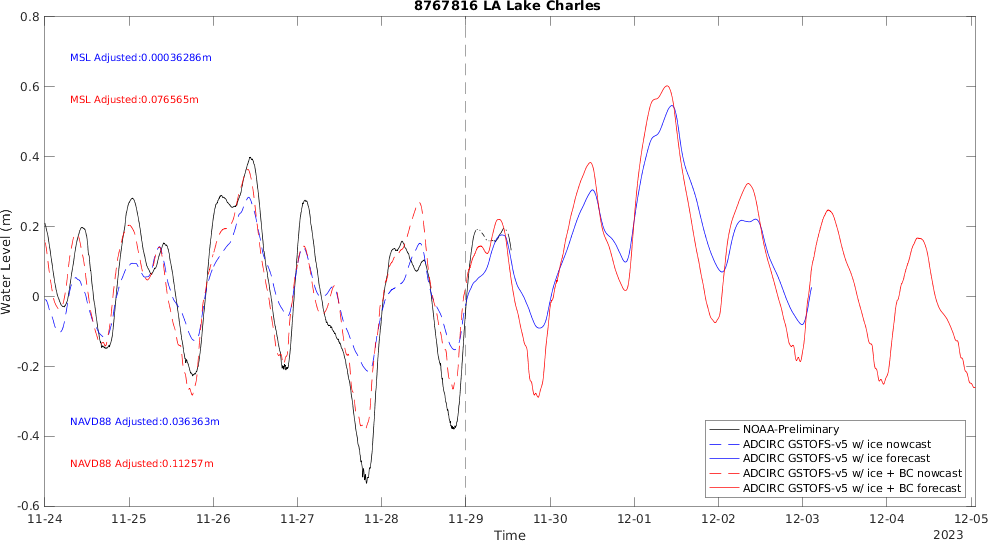 8767816 LA Lake Charles
0.8
0.6
0.4
0.2
0
-0.2
-0.4
-0.6
Water Level (m)
MSL Adjusted:0.00036286m
MSL Adjusted:0.076565m
NAVD88 Adjusted:0.036363m
NAVD88 Adjusted:0.11257m
NOAA-Preliminary
ADCIRC GSTOFS-v5 w/ ice nowcast
ADCIRC GSTOFS-v5 w/ ice forecast
ADCIRC GSTOFS-v5 w/ ice + BC nowcast
ADCIRC GSTOFS-v5 w/ ice + BC forecast
11-24 11-25 11-26 11-27 11-28 11-29 11-30 12-01 12-02 12-03 12-04 12-05
Time
2023